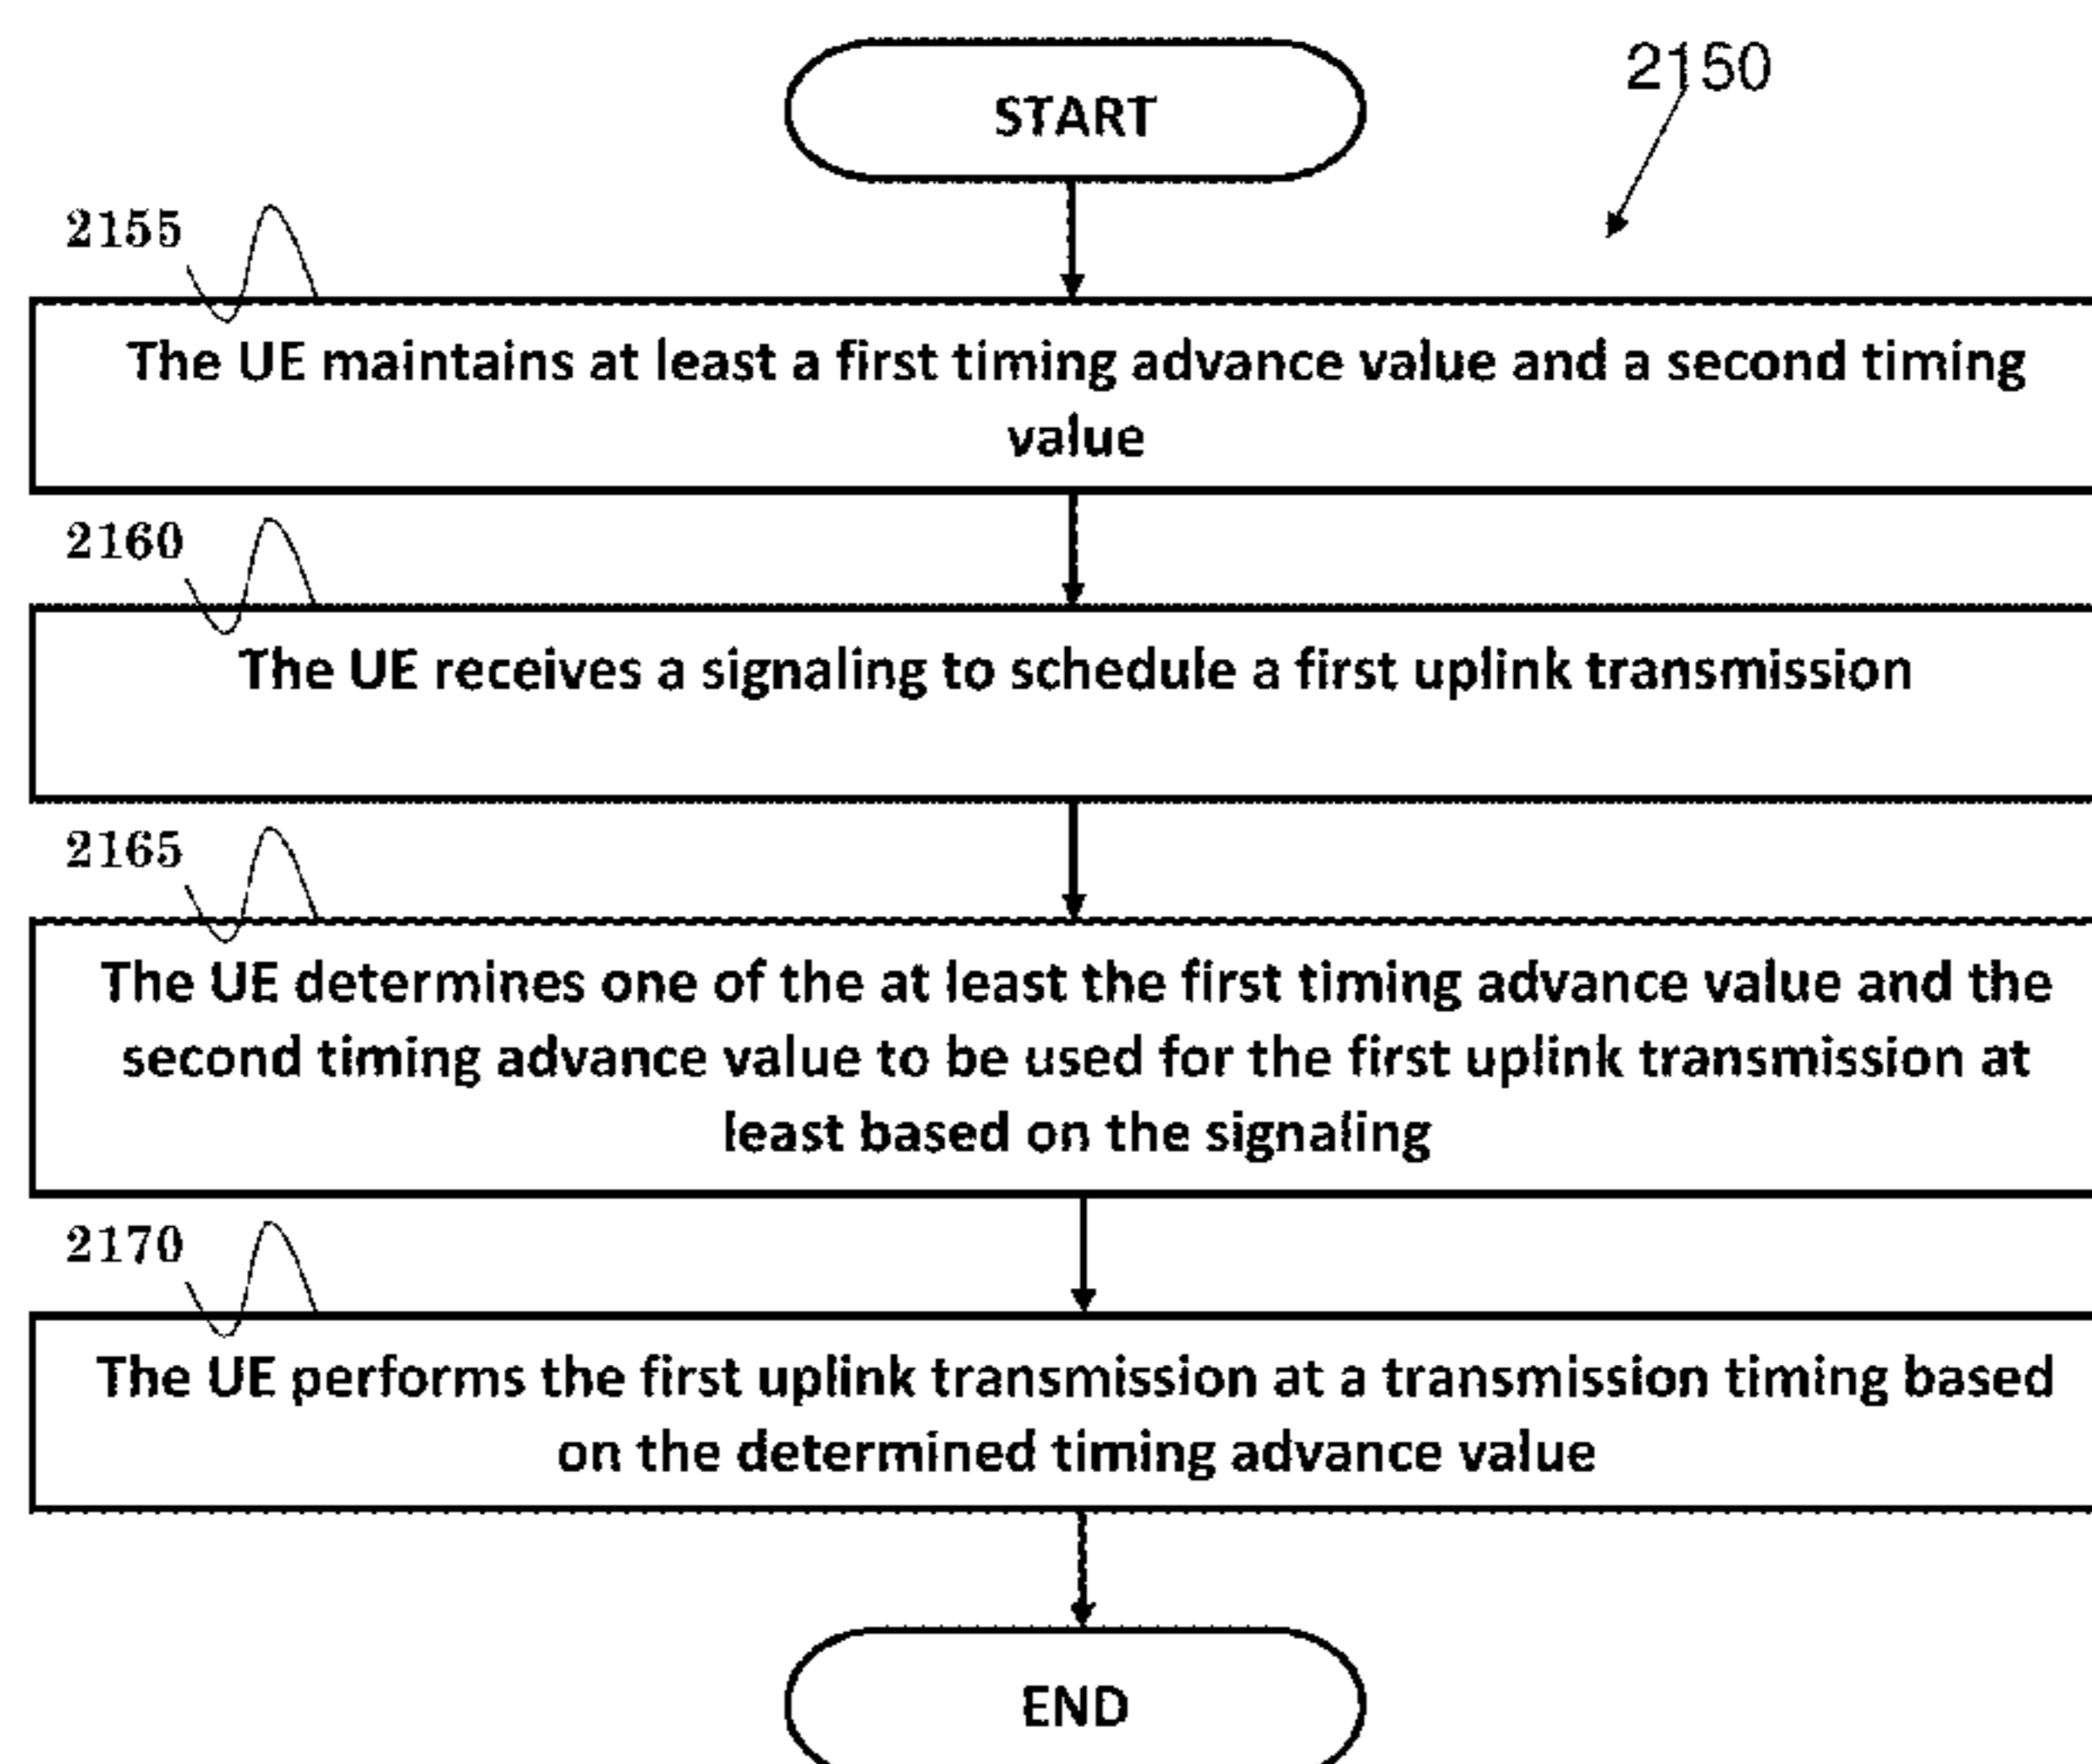 START
2150
2155
The UE maintains at least a first timing advance value and a second timing
value
2160
The UE receives a signaling to schedule a first uplink transmission
2165
The UE determines one of the at least the first timing advance value and the
second timing advance value to be used for the first uplink transmission at
least based on the signaling
2170
The UE performs the first uplink transmission at a transmission timing based
on the determined timing advance value
END